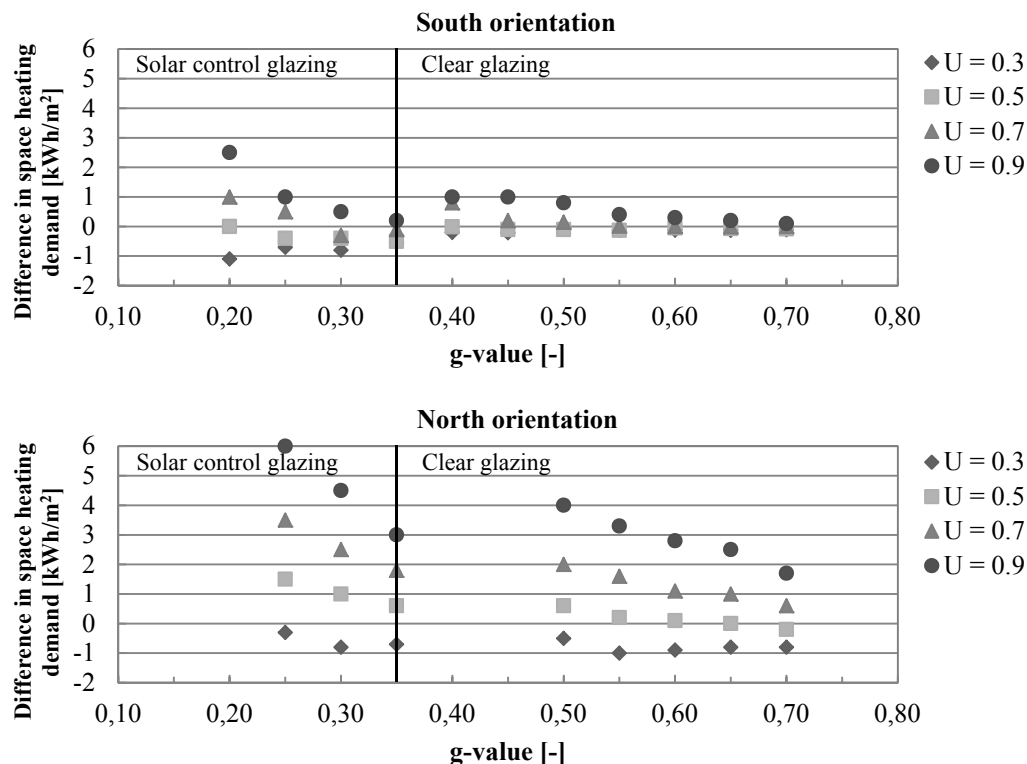 South orientation
Difference in space heating
demand [kWh/m²]
6
5
4
3
2
1
0
-1
-2
Solar control glazing
Clear glazing
U = 0.3
U = 0.5
U = 0.7
U = 0.9
0,10 0,20 0,30 0,40 0,50 0,60 0,70 0,80
g-value [-]
North orientation
Difference in space heating
demand [kWh/m²]
6
5
4
3
2
1
0
-1
-2
Solar control glazing
Clear glazing
U = 0.3
U = 0.5
U = 0.7
U = 0.9
0,10 0,20 0,30 0,40 0,50 0,60 0,70 0,80
g-value [-]